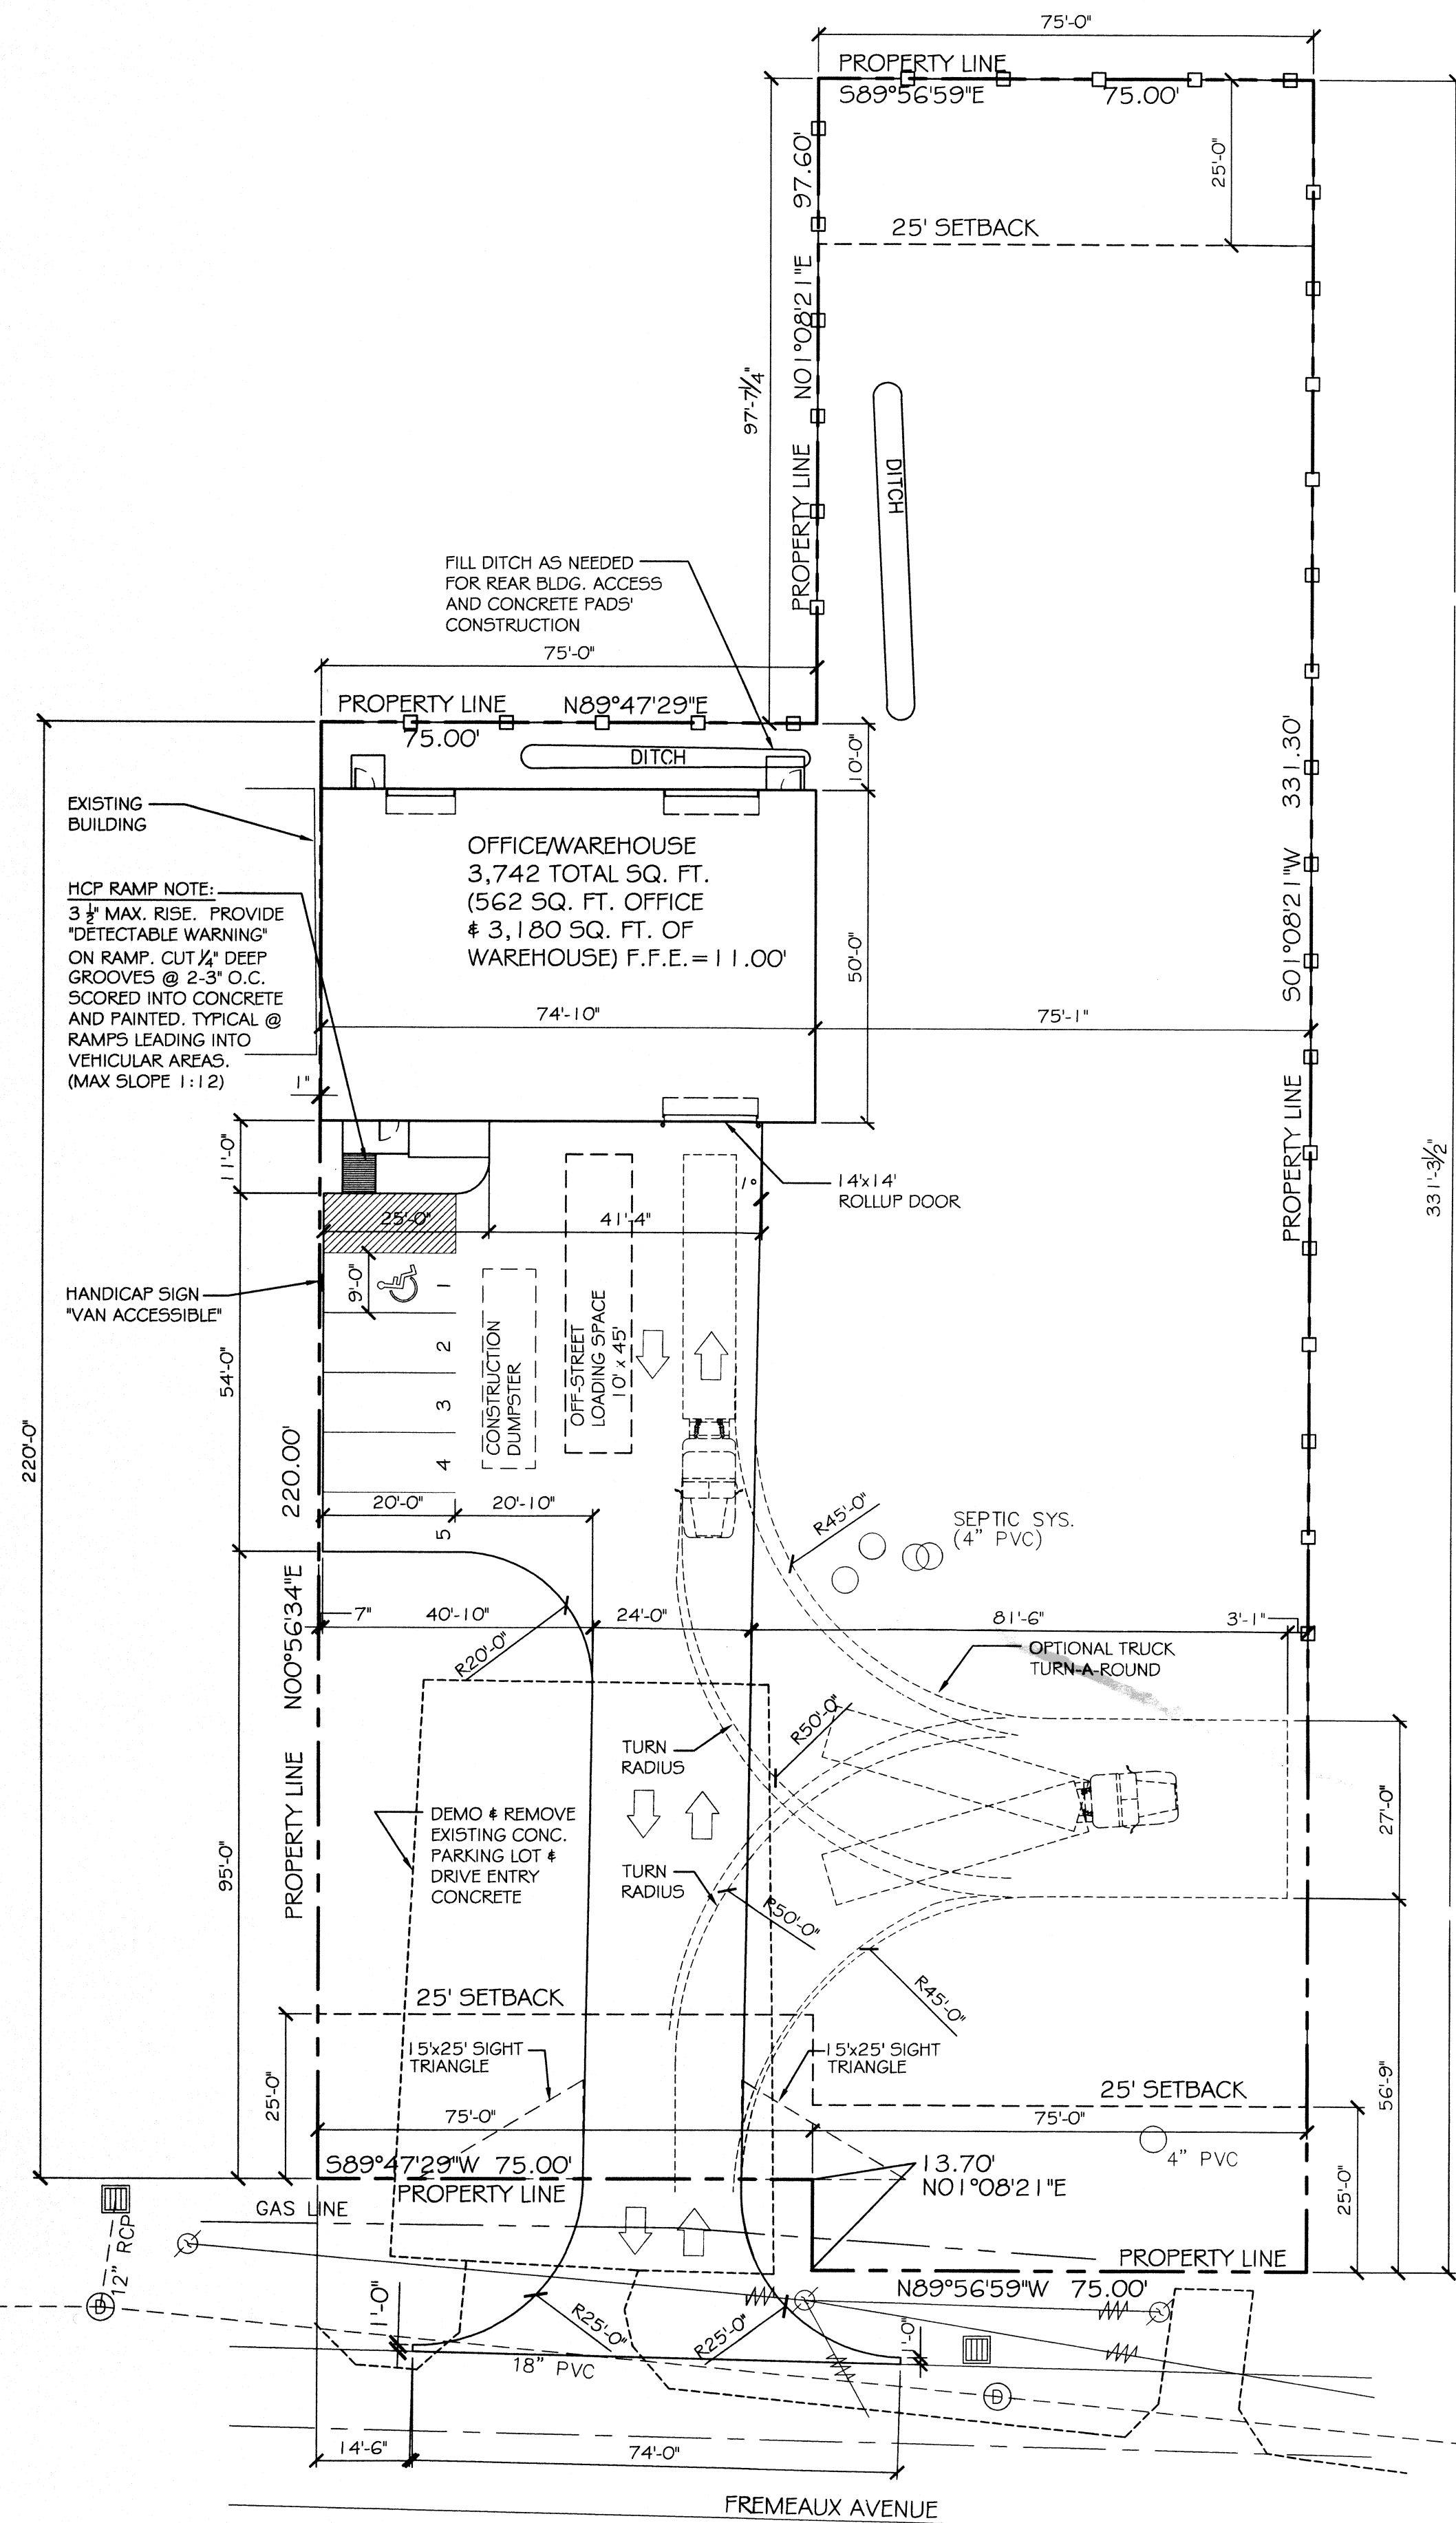 75'-0"
PROPERTY LINE
S89°56'59"E 75.00'
97.60'
25'-0"
25' SETBACK
N01°08'21"E
97'-7¼"
PROPERTY LINE
DITCH
FILL DITCH AS NEEDED
FOR REAR BLDG. ACCESS
AND CONCRETE PADS'
CONSTRUCTION
75'-0"
PROPERTY LINE N89°47'29"E
75.00'
DITCH
10'-0"
331.30'
EXISTING
BUILDING
OFFICE/WAREHOUSE
3,742 TOTAL SQ. FT.
(562 SQ. FT. OFFICE
& 3,180 SQ. FT. OF
WAREHOUSE) F.F.E.=11.00'
50'-0"
S01°08'21"W
HCP RAMP NOTE:
3 ½" MAX. RISE. PROVIDE
"DETECTABLE WARNING"
ON RAMP. CUT ¼" DEEP
GROOVES @ 2-3" O.C.
SCORED INTO CONCRETE
AND PAINTED. TYPICAL @
RAMPS LEADING INTO
VEHICULAR AREAS.
(MAX SLOPE 1:12)
74'-10"
75'-1"
1"
PROPERTY LINE
331'-3½"
11'-0"
14'x14'
ROLLUP DOOR
1°
25'-0"
41'-4"
HANDICAP SIGN
"VAN ACCESSIBLE"
9'-0"
1
2
3
4
5
CONSTRUCTION
DUMPSTER
OFF-STREET
LOADING SPACE
10' x 45'
54'-0"
220'-0"
220.00'
20'-0"
20'-10"
R45'-0"
SEPTIC SYS.
(4" PVC)
N00°56'34"E
7"
40'-10"
24'-0"
81'-6"
3'-1"
R20'-0"
OPTIONAL TRUCK
TURN-A-ROUND
R50'-0"
TURN
RADIUS
PROPERTY LINE
DEMO & REMOVE
EXISTING CONC.
PARKING LOT &
DRIVE ENTRY
CONCRETE
27'-0"
95'-0"
TURN
RADIUS
R50'-0"
R45'-0"
25' SETBACK
15'x25' SIGHT
TRIANGLE
15'x25' SIGHT
TRIANGLE
25'-0"
25' SETBACK
56'-9"
75'-0"
75'-0"
4" PVC
25'-0"
S89°47'29"W 75.00'
PROPERTY LINE
13.70'
N01°08'21"E
GAS LINE
12" RCP
D
PROPERTY LINE
N89°56'59"W 75.00'
1'-0"
R25'-0"
R25'-0"
1'-0"
18" PVC
D
14'-6"
74'-0"
FREMEAUX AVENUE